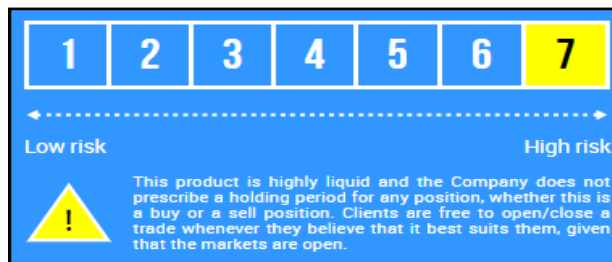 1 2 3 4 5 6 7
Low risk High risk
This product is highly liquid and the Company does not
prescribe a holding period for any position, whether this is
a buy or a sell position. Clients are free to open/close a
trade whenever they believe that it best suits them, given
that the markets are open.
!